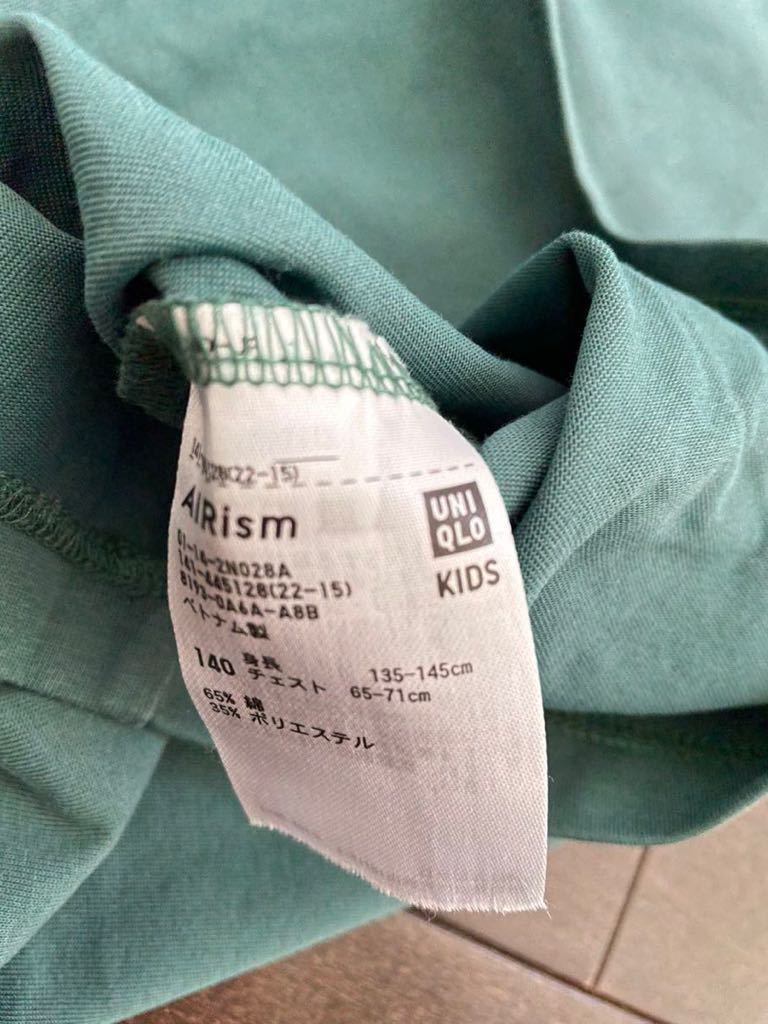 AIRism
UNI
QLO
KIDS
01-16-2N028A
141-445128(22-15)
8193-0A6A-A8B
ベトナム製
140 身長 135-145cm
チェスト 65-71cm
65% 綿
35% ポリエステル